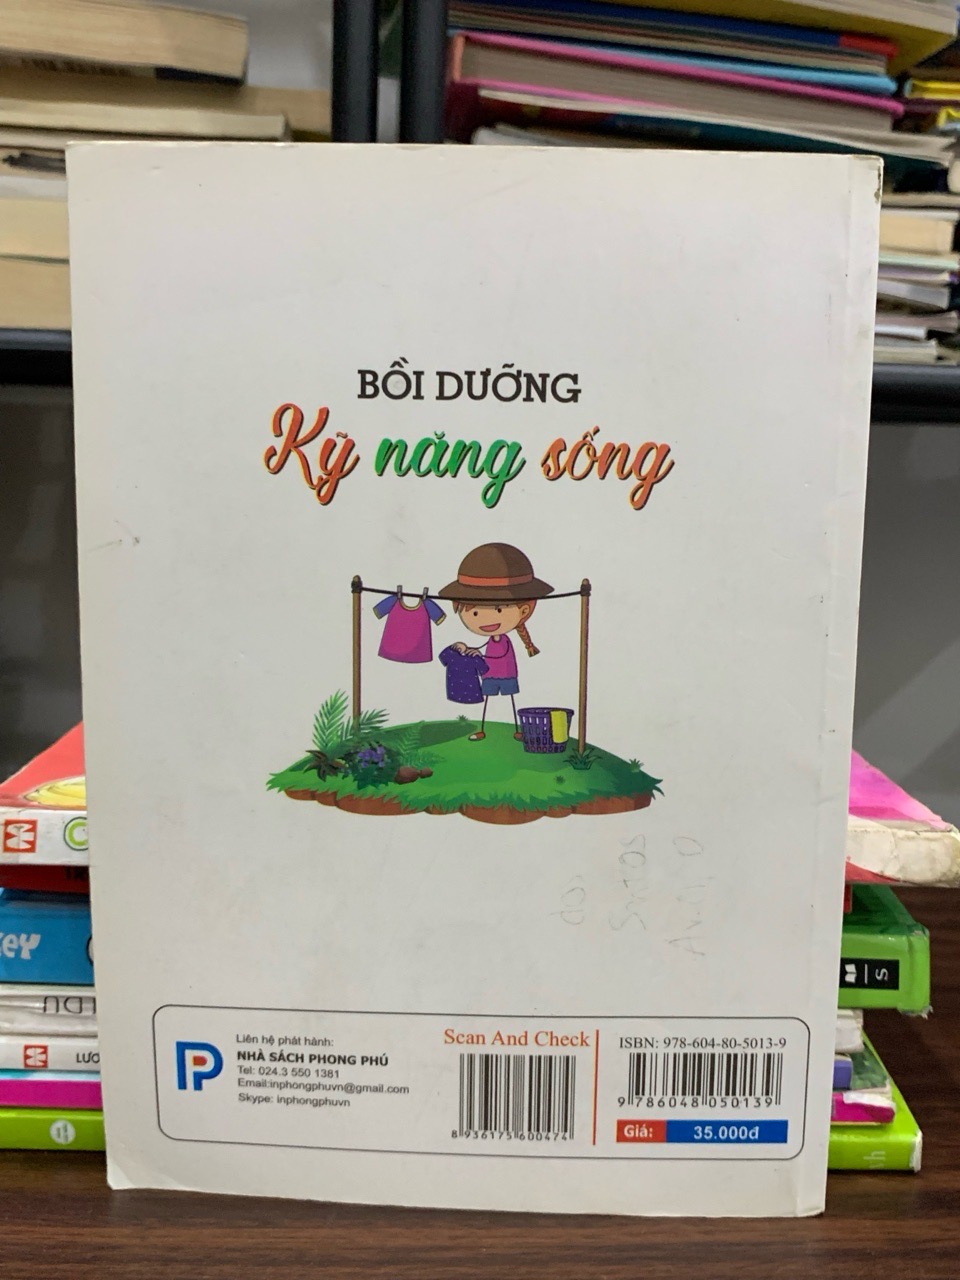 BỒI DƯỠNG
Kỹ năng sống
Liên hệ phát hành:
NHÀ SÁCH PHONG PHÚ
Tel: 024.3 550 1381
Email:inphongphuvn@gmail.com
Skype: inphongphuvn
Scan And Check
8 936175 600474
ISBN: 978-604-80-5013-9
9 786048 050139
Giá: 35.000đ